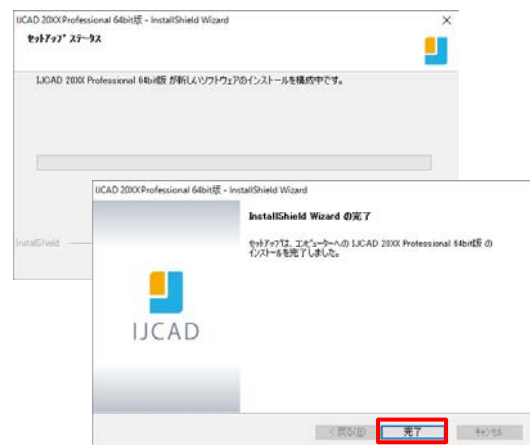 IJCAD 20XX Professional 64bit版 - InstallShield Wizard
セットアップ ステータス
IJCAD 20XX Professional 64bit版 が新しいソフトウェアのインストールを構成中です。
InstallShield
IJCAD 20XX Professional 64bit版 - InstallShield Wizard
InstallShield Wizard の完了
セットアップは、コンピューターへの IJCAD 20XX Professional 64bit版 の
インストールを完了しました。
IJCAD
< 戻る(B)
完了
キャンセル